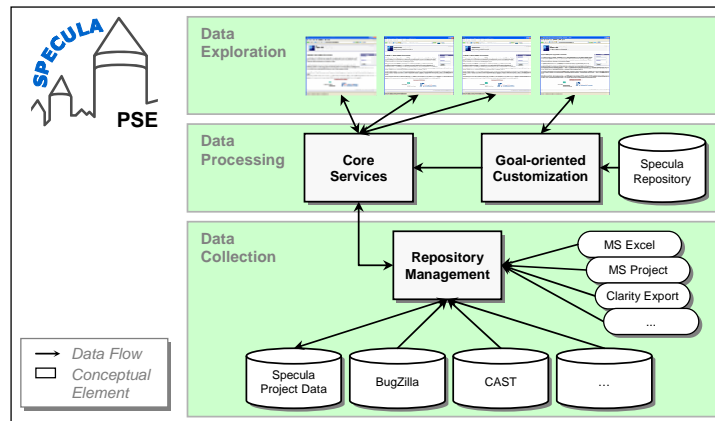 SPECULA
PSE
Data
Exploration
Data
Processing
Core
Services
Goal-oriented
Customization
Specula
Repository
Data
Collection
Repository
Management
MS Excel
MS Project
Clarity Export
...
Specula
Project Data
BugZilla
CAST
...
Data Flow
Conceptual
Element